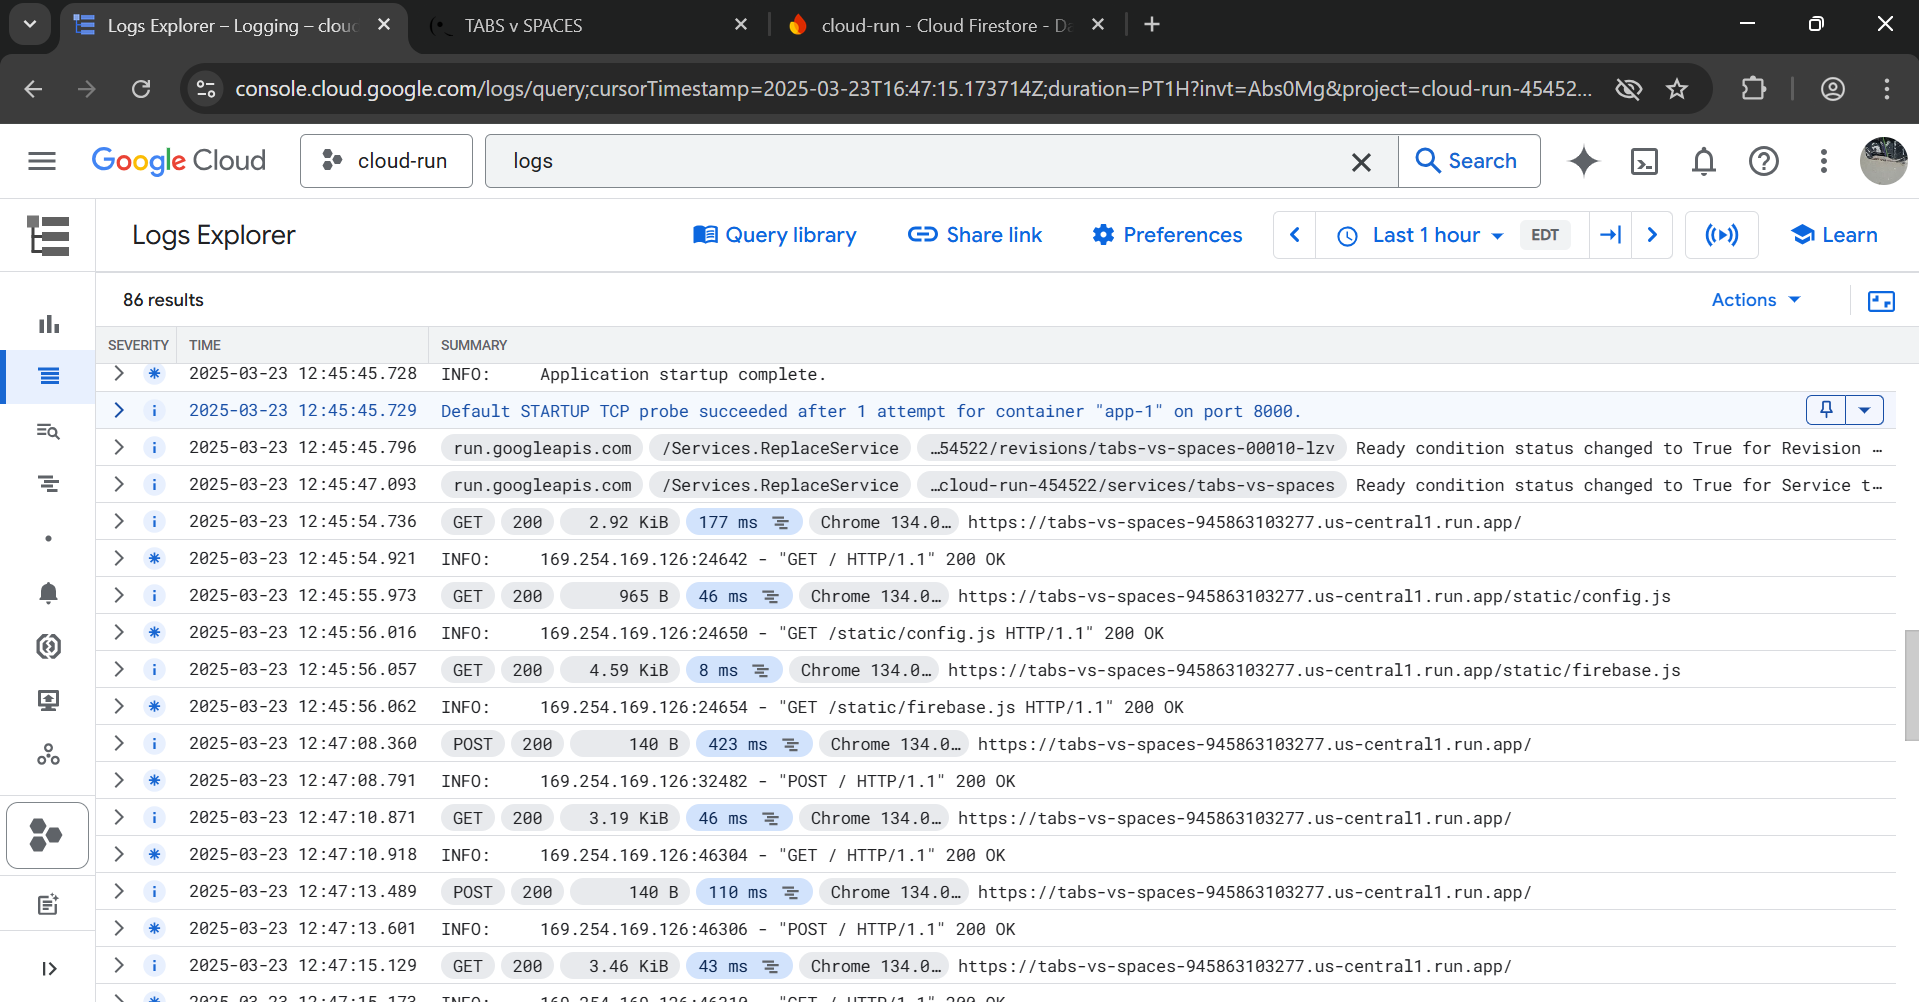 Logs Explorer – Logging – clou
TABS v SPACES
cloud-run - Cloud Firestore - Da
console.cloud.google.com/logs/query;cursorTimestamp=2025-03-23T16:47:15.173714Z;duration=PT1H?invt=Abs0Mg&project=cloud-run-45452...
Google Cloud
cloud-run
logs
Search
Logs Explorer
Query library
Share link
Preferences
Last 1 hour
EDT
Learn
86 results
Actions
SEVERITY TIME SUMMARY
2025-03-23 12:45:45.728 INFO: Application startup complete.
2025-03-23 12:45:45.729 Default STARTUP TCP probe succeeded after 1 attempt for container "app-1" on port 8000.
2025-03-23 12:45:45.796 run.googleapis.com /Services.ReplaceService …54522/revisions/tabs-vs-spaces-00010-lzv Ready condition status changed to True for Revision …
2025-03-23 12:45:47.093 run.googleapis.com /Services.ReplaceService …cloud-run-454522/services/tabs-vs-spaces Ready condition status changed to True for Service t…
2025-03-23 12:45:54.736 GET 200 2.92 KiB 177 ms Chrome 134.0… https://tabs-vs-spaces-945863103277.us-central1.run.app/
2025-03-23 12:45:54.921 INFO: 169.254.169.126:24642 - "GET / HTTP/1.1" 200 OK
2025-03-23 12:45:55.973 GET 200 965 B 46 ms Chrome 134.0… https://tabs-vs-spaces-945863103277.us-central1.run.app/static/config.js
2025-03-23 12:45:56.016 INFO: 169.254.169.126:24650 - "GET /static/config.js HTTP/1.1" 200 OK
2025-03-23 12:45:56.057 GET 200 4.59 KiB 8 ms Chrome 134.0… https://tabs-vs-spaces-945863103277.us-central1.run.app/static/firebase.js
2025-03-23 12:45:56.062 INFO: 169.254.169.126:24654 - "GET /static/firebase.js HTTP/1.1" 200 OK
2025-03-23 12:47:08.360 POST 200 140 B 423 ms Chrome 134.0… https://tabs-vs-spaces-945863103277.us-central1.run.app/
2025-03-23 12:47:08.791 INFO: 169.254.169.126:32482 - "POST / HTTP/1.1" 200 OK
2025-03-23 12:47:10.871 GET 200 3.19 KiB 46 ms Chrome 134.0… https://tabs-vs-spaces-945863103277.us-central1.run.app/
2025-03-23 12:47:10.918 INFO: 169.254.169.126:46304 - "GET / HTTP/1.1" 200 OK
2025-03-23 12:47:13.489 POST 200 140 B 110 ms Chrome 134.0… https://tabs-vs-spaces-945863103277.us-central1.run.app/
2025-03-23 12:47:13.601 INFO: 169.254.169.126:46306 - "POST / HTTP/1.1" 200 OK
2025-03-23 12:47:15.129 GET 200 3.46 KiB 43 ms Chrome 134.0… https://tabs-vs-spaces-945863103277.us-central1.run.app/
2025-03-23 12:47:15.173 INFO: 169.254.169.126:46310 - "GET / HTTP/1.1" 200 OK